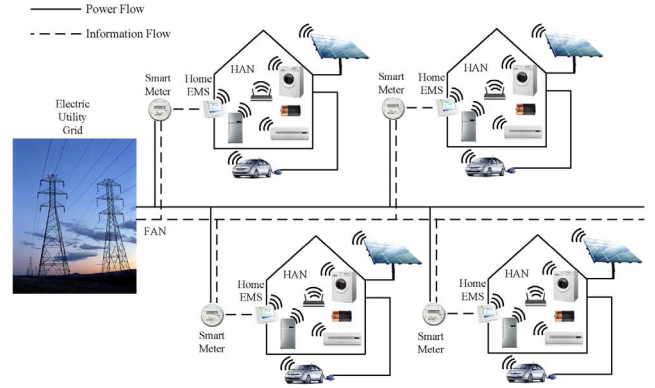 Power Flow
Information Flow
Electric
Utility
Grid
Smart
Meter
Home
EMS
HAN
Smart
Meter
Home
EMS
HAN
FAN
Smart
Meter
Home
EMS
HAN
Smart
Meter
Home
EMS
HAN